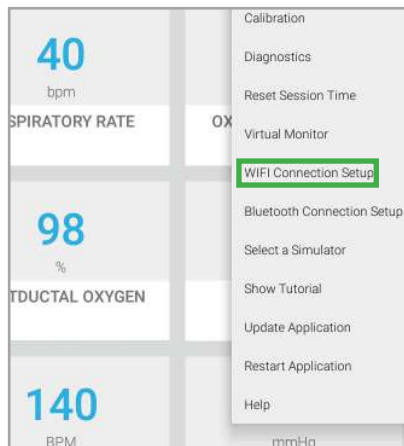 40
bpm
SPIRATORY RATE
OX
98
%
TDUCTAL OXYGEN
140
BPM
mmHg
Calibration
Diagnostics
Reset Session Time
Virtual Monitor
WIFI Connection Setup
Bluetooth Connection Setup
Select a Simulator
Show Tutorial
Update Application
Restart Application
Help